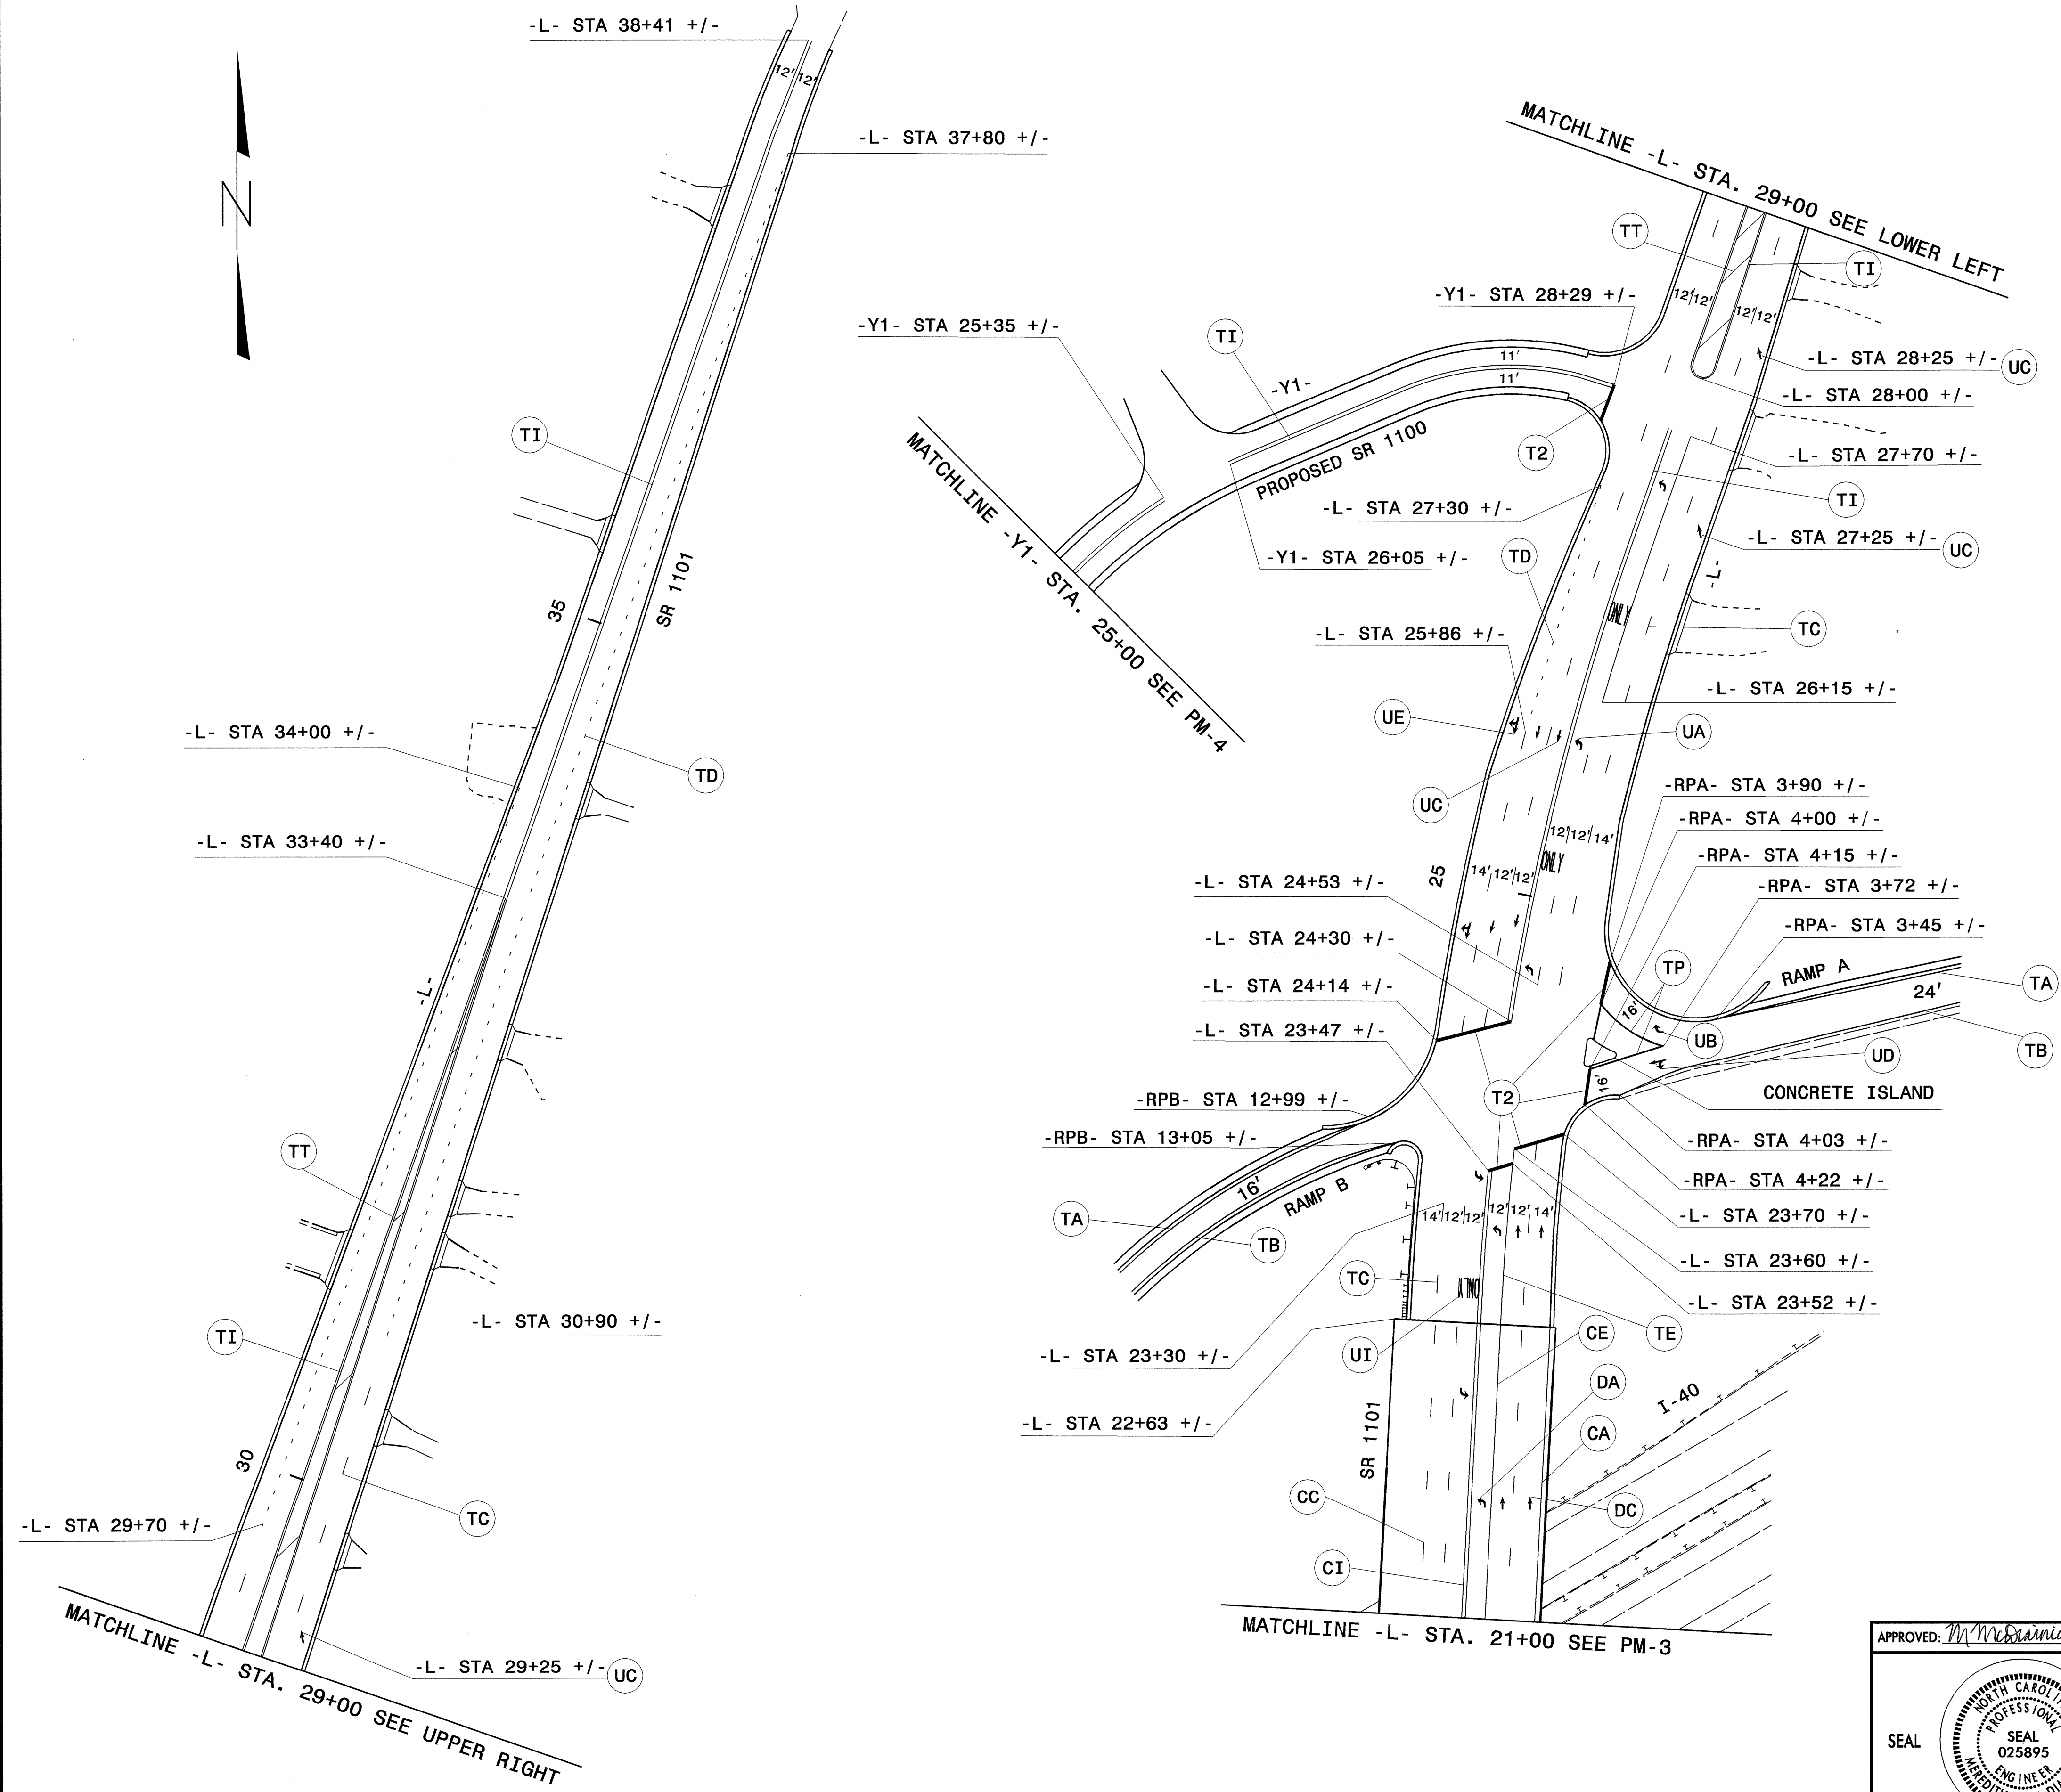 -L- STA 38+41 +/-
12' 12'
-L- STA 37+80 +/-
N
TI
35
SR 1101
-L- STA 34+00 +/-
TD
-L- STA 33+40 +/-
-L-
TT
-L- STA 30+90 +/-
TI
30
TC
-L- STA 29+70 +/-
-L- STA 29+25 +/- UC
MATCHLINE -L- STA. 29+00 SEE UPPER RIGHT
MATCHLINE -L- STA. 29+00 SEE LOWER LEFT
TT
TI
12' 12'
12' 12'
-Y1- STA 28+29 +/-
-Y1- STA 25+35 +/-
TI
11'
11'
-Y1-
-L- STA 28+25 +/- UC
-L- STA 28+00 +/-
T2
PROPOSED SR 1100
-L- STA 27+70 +/-
TI
-L- STA 27+30 +/-
-L- STA 27+25 +/- UC
-Y1- STA 26+05 +/-
TD
-L-
MATCHLINE -Y1- STA. 25+00 SEE PM-4
ONLY
TC
-L- STA 25+86 +/-
-L- STA 26+15 +/-
UE
UA
UC
-RPA- STA 3+90 +/-
-RPA- STA 4+00 +/-
12' 12' 14'
ONLY
-RPA- STA 4+15 +/-
25
14' 12' 12'
-L- STA 24+53 +/-
-RPA- STA 3+72 +/-
-L- STA 24+30 +/-
-RPA- STA 3+45 +/-
TP
RAMP A
TA
-L- STA 24+14 +/-
24'
16'
-L- STA 23+47 +/-
UB
UD
TB
16'
CONCRETE ISLAND
T2
-RPB- STA 12+99 +/-
-RPB- STA 13+05 +/-
-RPA- STA 4+03 +/-
-RPA- STA 4+22 +/-
16'
RAMP B
TA
TB
14' 12' 12' 12' 12' 14'
-L- STA 23+70 +/-
-L- STA 23+60 +/-
TC
ONLY
-L- STA 23+52 +/-
CE
TE
-L- STA 23+30 +/-
UI
DA
I-40
-L- STA 22+63 +/-
SR 1101
CA
CC
DC
CI
MATCHLINE -L- STA. 21+00 SEE PM-3
APPROVED:
SEAL
NORTH
PROFESSIONAL
SEAL
025895
ENGINEER